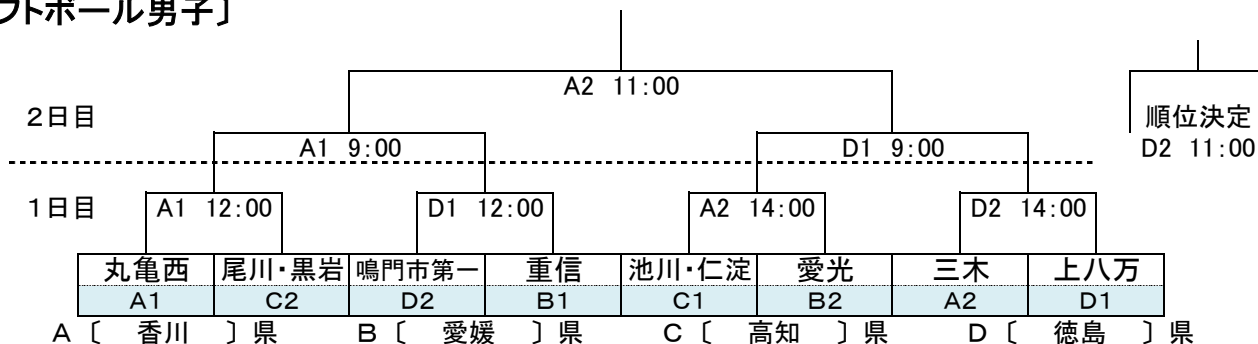 フトボール男子〕
A2 11:00
２日目
順位決定
A1 9:00
D1 9:00
D2 11:00
１日目
A1 12:00
D1 12:00
A2 14:00
D2 14:00
丸亀西 尾川・黒岩 鳴門市第一 重信 池川・仁淀 愛光 三木 上八万
A1 C2 D2 B1 C1 B2 A2 D1
A〔 香川 〕県 B〔 愛媛 〕県 C〔 高知 〕県 D〔 徳島 〕県